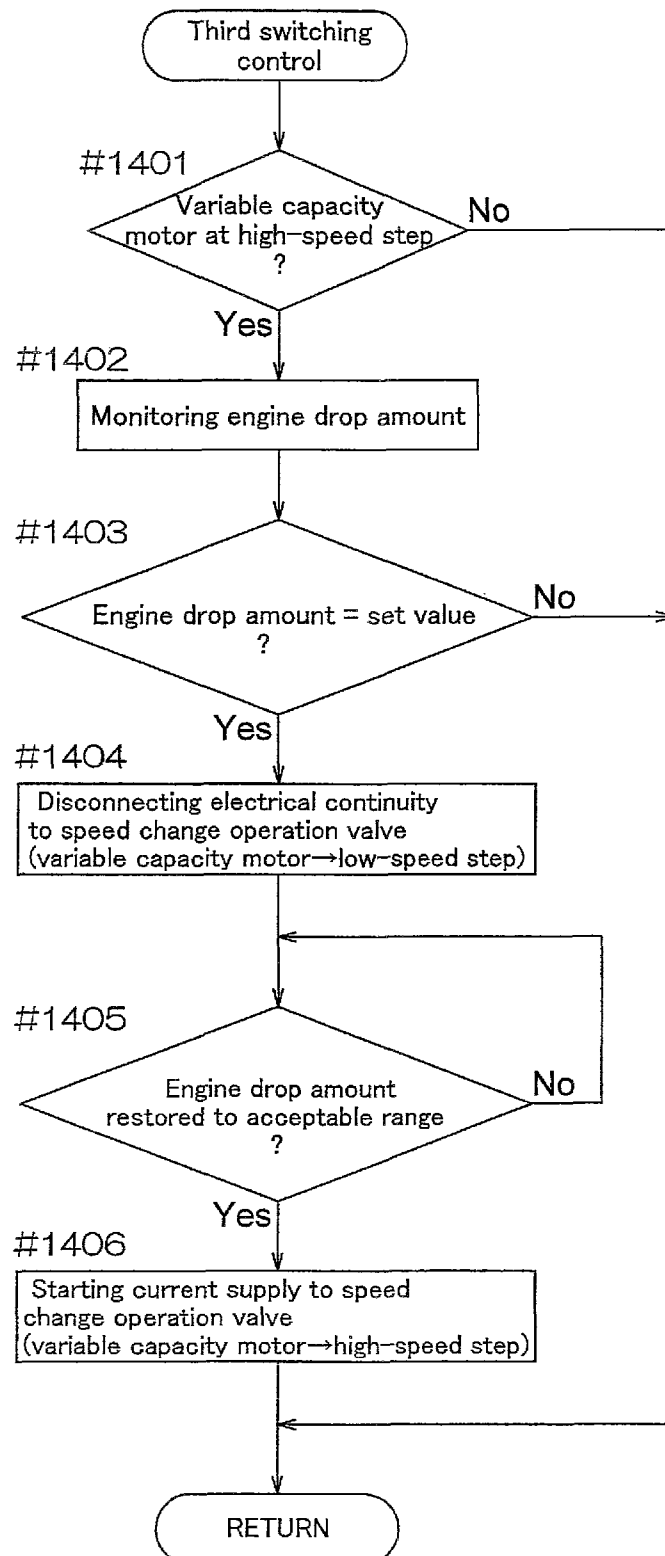 Third switching
control
#1401
Variable capacity
motor at high-speed step
?
No
Yes
#1402
Monitoring engine drop amount
#1403
Engine drop amount = set value
?
No
Yes
#1404
Disconnecting electrical continuity
to speed change operation valve
(variable capacity motor→low-speed step)
#1405
Engine drop amount
restored to acceptable range
?
No
Yes
#1406
Starting current supply to speed
change operation valve
(variable capacity motor→high-speed step)
RETURN